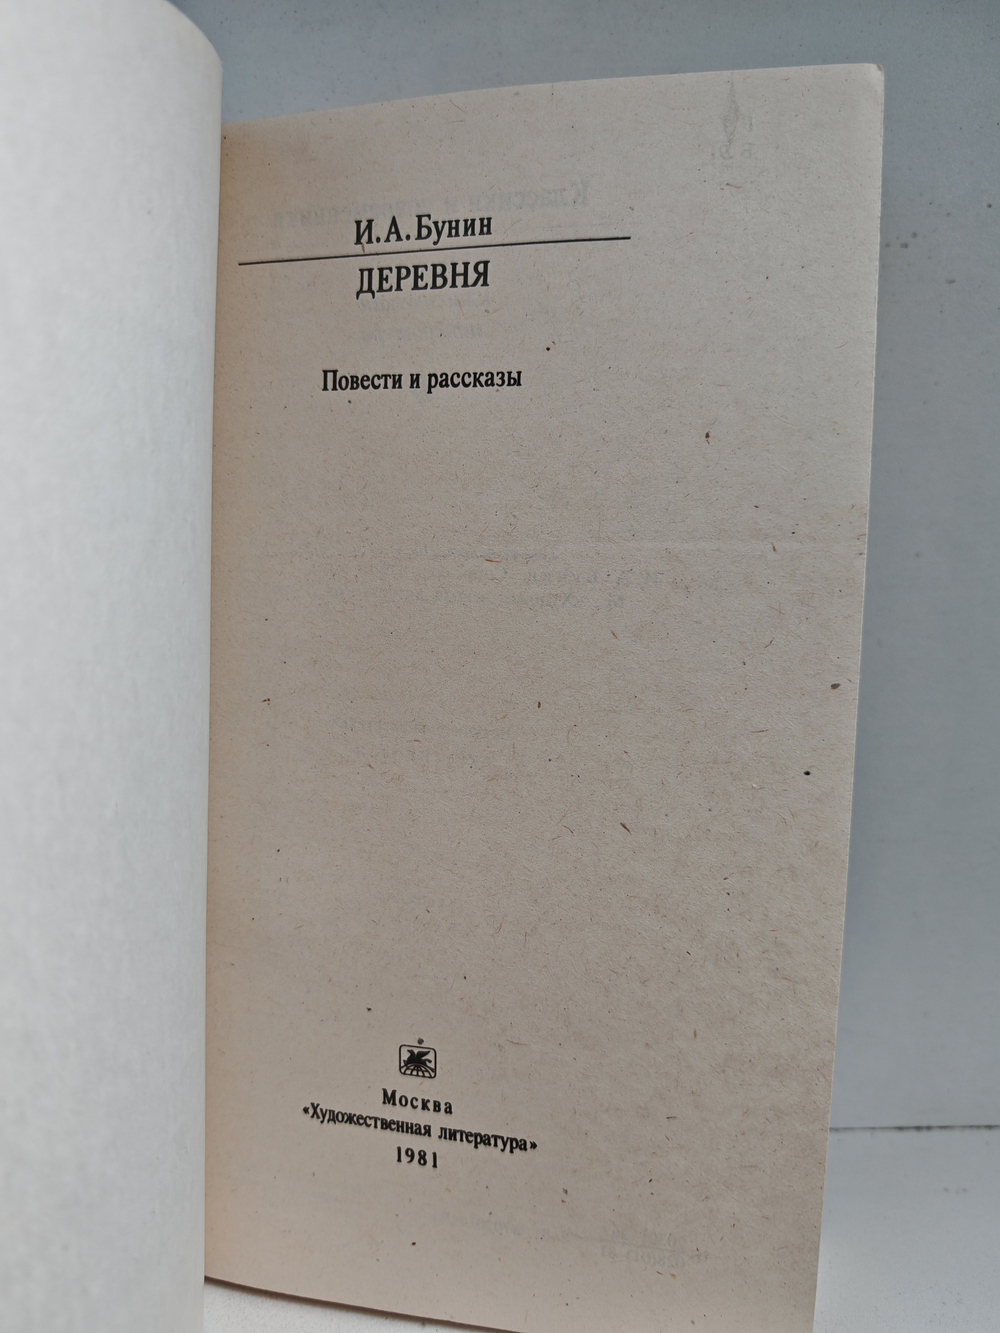 И.А.Бунин
ДЕРЕВНЯ
Повести и рассказы
Москва
«Художественная литература»
1981